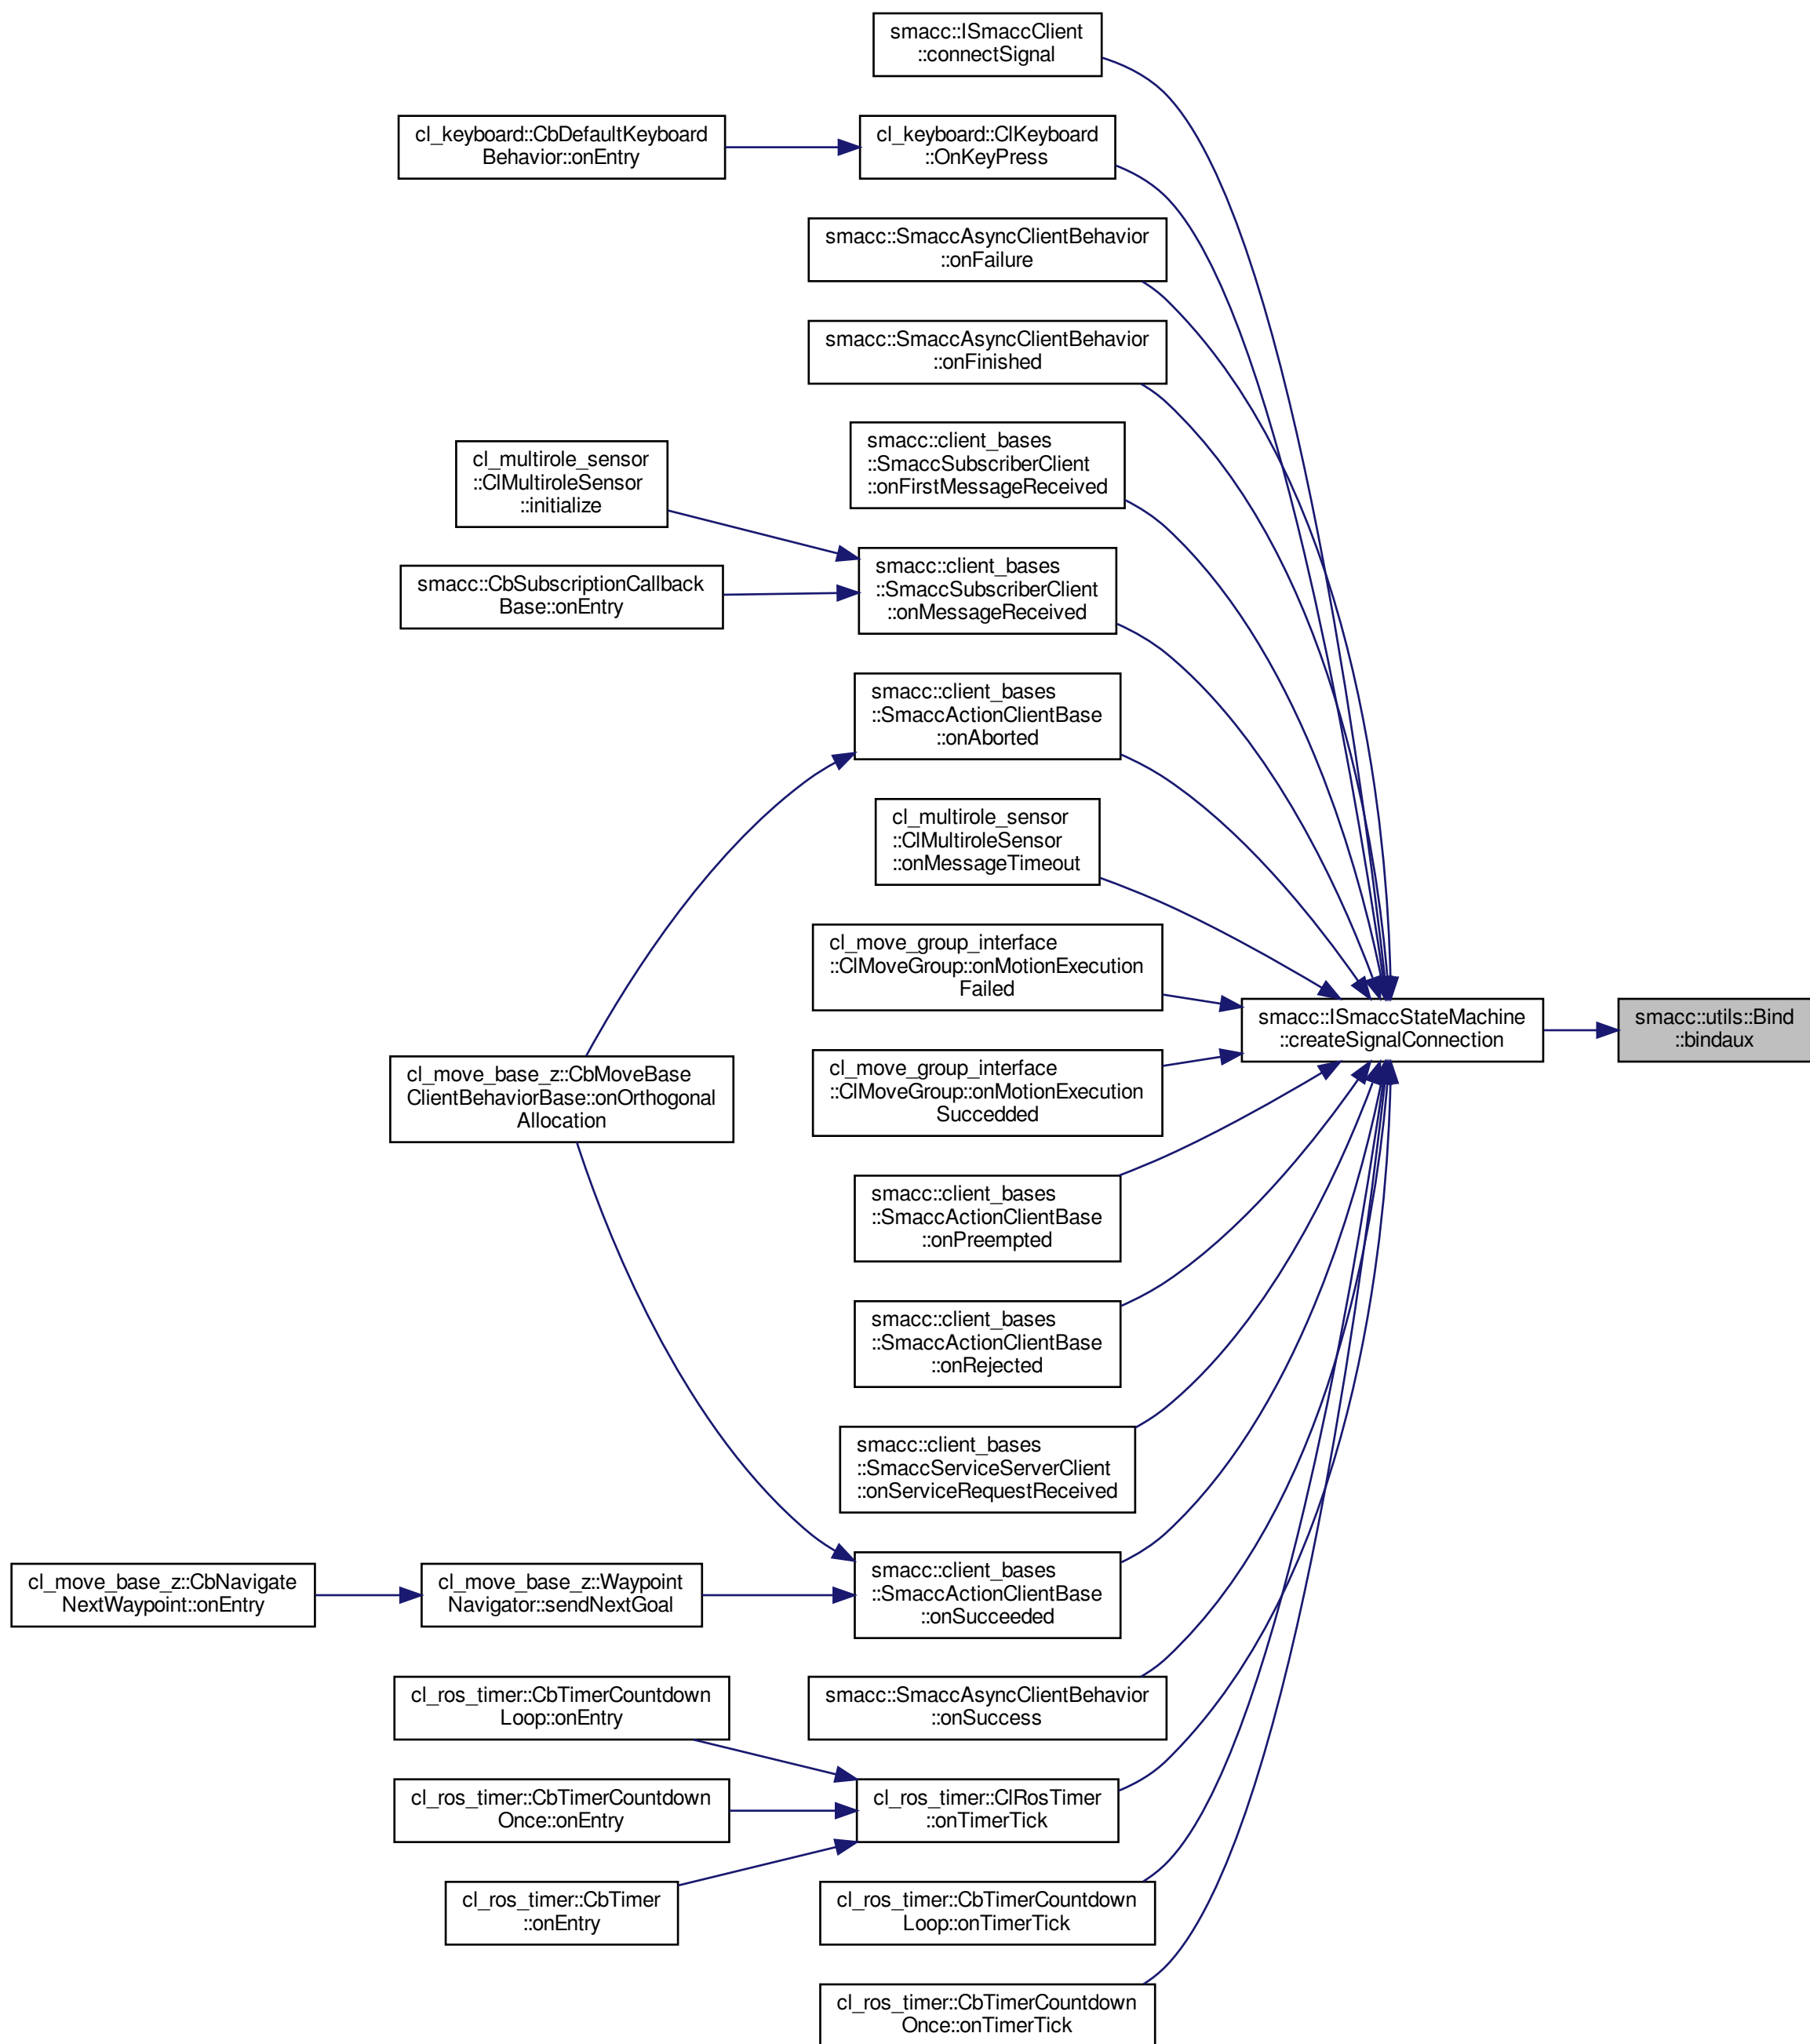 smacc::ISmaccClient
::connectSignal
cl_keyboard::CbDefaultKeyboard
Behavior::onEntry
cl_keyboard::ClKeyboard
::OnKeyPress
smacc::SmaccAsyncClientBehavior
::onFailure
smacc::SmaccAsyncClientBehavior
::onFinished
smacc::client_bases
::SmaccSubscriberClient
::onFirstMessageReceived
cl_multirole_sensor
::ClMultiroleSensor
::initialize
smacc::CbSubscriptionCallback
Base::onEntry
smacc::client_bases
::SmaccSubscriberClient
::onMessageReceived
smacc::client_bases
::SmaccActionClientBase
::onAborted
cl_multirole_sensor
::ClMultiroleSensor
::onMessageTimeout
cl_move_group_interface
::ClMoveGroup::onMotionExecution
Failed
smacc::ISmaccStateMachine
::createSignalConnection
smacc::utils::Bind
::bindaux
cl_move_group_interface
::ClMoveGroup::onMotionExecution
Succedded
cl_move_base_z::CbMoveBase
ClientBehaviorBase::onOrthogonal
Allocation
smacc::client_bases
::SmaccActionClientBase
::onPreempted
smacc::client_bases
::SmaccActionClientBase
::onRejected
smacc::client_bases
::SmaccServiceServerClient
::onServiceRequestReceived
cl_move_base_z::CbNavigate
NextWaypoint::onEntry
cl_move_base_z::Waypoint
Navigator::sendNextGoal
smacc::client_bases
::SmaccActionClientBase
::onSucceeded
smacc::SmaccAsyncClientBehavior
::onSuccess
cl_ros_timer::CbTimerCountdown
Loop::onEntry
cl_ros_timer::CbTimerCountdown
Once::onEntry
cl_ros_timer::ClRosTimer
::onTimerTick
cl_ros_timer::CbTimer
::onEntry
cl_ros_timer::CbTimerCountdown
Loop::onTimerTick
cl_ros_timer::CbTimerCountdown
Once::onTimerTick